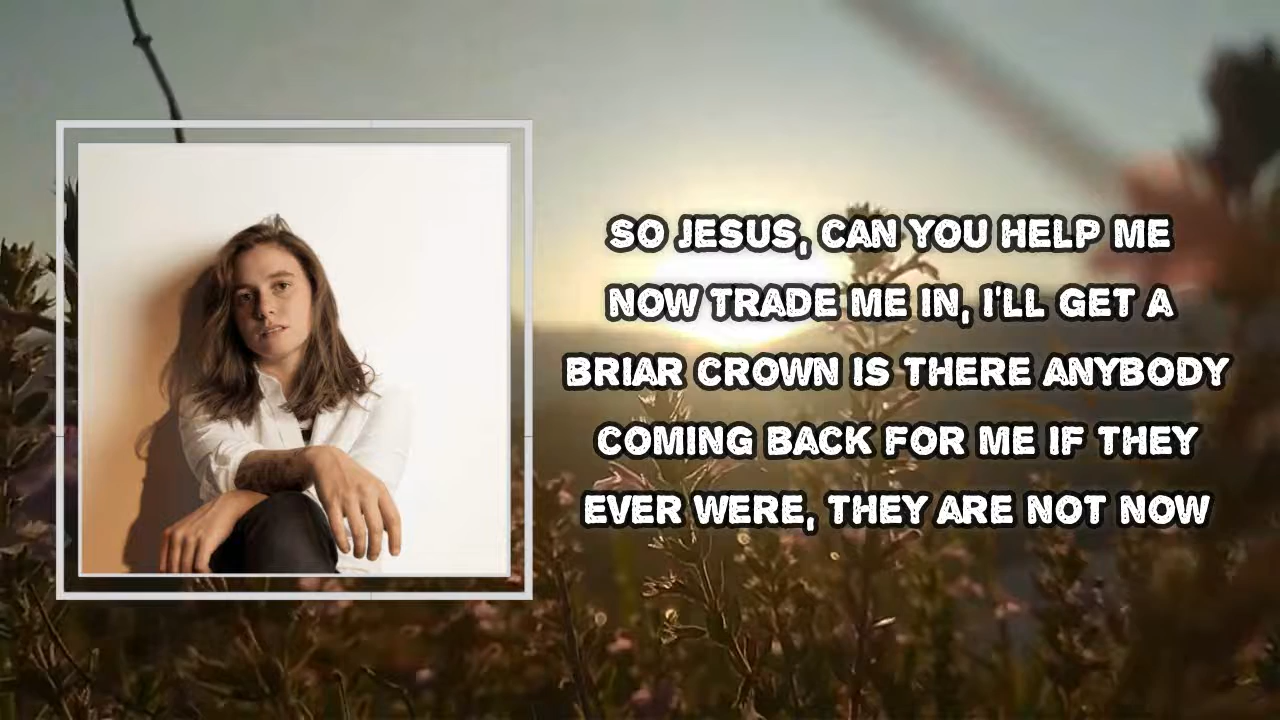 SO JESUS, CAN YOU HELP ME
NOW TRADE ME IN, I'LL GET A
BRIAR CROWN IS THERE ANYBODY
COMING BACK FOR ME IF THEY
EVER WERE, THEY ARE NOT NOW